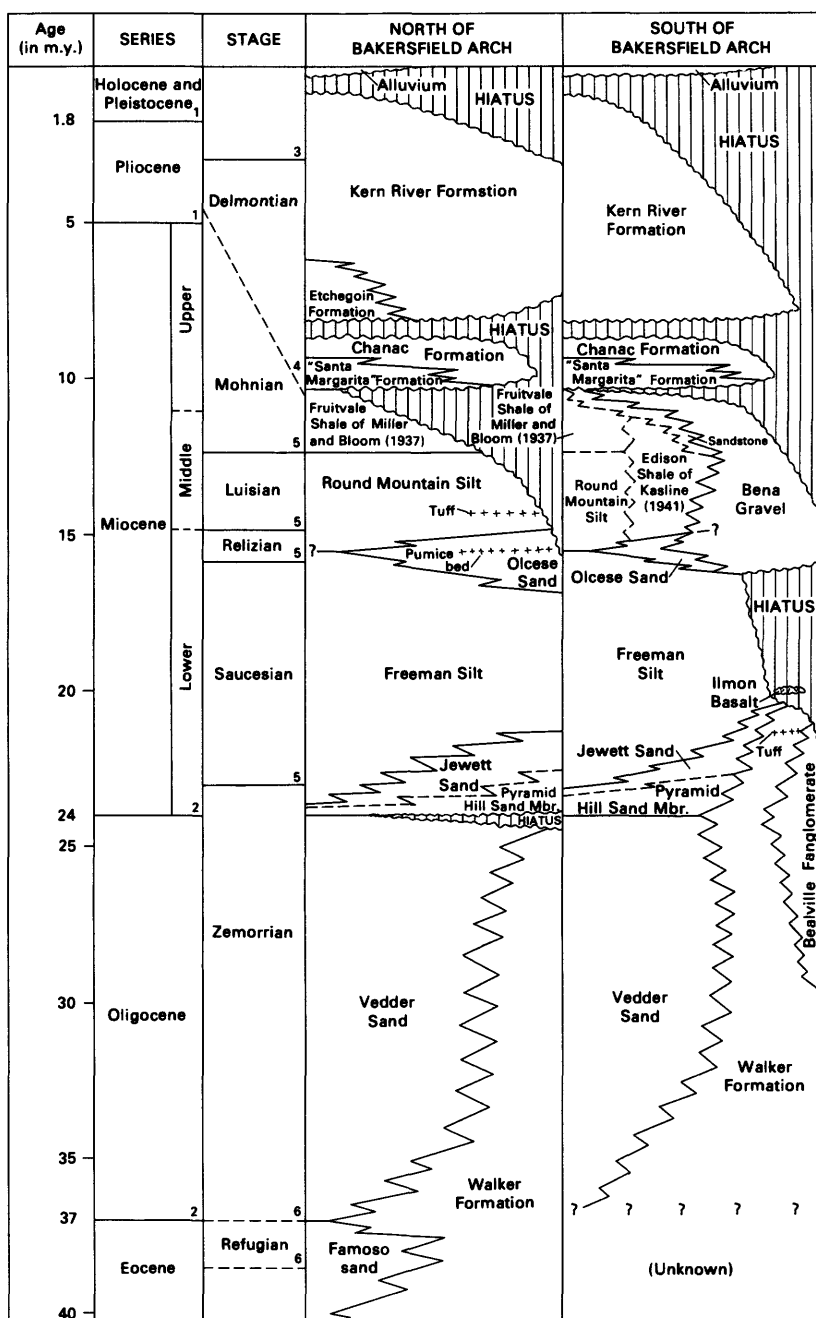 Age
(in m.y.)
SERIES
STAGE
NORTH OF
BAKERSFIELD ARCH
SOUTH OF
BAKERSFIELD ARCH
Holocene and
Pleistocene 1
1.8
Pliocene
1
5
Upper
Middle
Lower
Miocene
10
15
20
2
24
25
Oligocene
30
35
2
37
Eocene
40
3
Delmontian
4
Mohnian
5
Luisian
5
Relizian
5
Saucesian
5
Zemorrian
6
Refugian
6
Alluvium
HIATUS
Kern River Formstion
Etchegoin
Formation
HIATUS
Chanac
Formation
"Santa
Margarita" Formation
Fruitvale
Shale of Miller
and Bloom (1937)
Round Mountain Silt
Tuff
?
Pumice
bed
Olcese
Sand
Freeman Silt
Jewett
Sand
Pyramid
Hill Sand Mbr.
HIATUS
Vedder
Sand
Walker
Formation
Famoso
sand
Alluvium
HIATUS
Kern River
Formation
HIATUS
Chanac Formation
"Santa
Margarita" Formation
Fruitvale
Shale of
Miller and
Bloom (1937)
Sandstone
Round
Mountain
Silt
Edison
Shale of
Kasline
(1941)
Bena
Gravel
?
Olcese Sand
HIATUS
Freeman
Silt
Ilmon
Basalt
Jewett Sand
Tuff
Pyramid
Hill Sand Mbr.
Bealville Fanglomerate
Vedder
Sand
Walker
Formation
? ? ? ? ?
(Unknown)